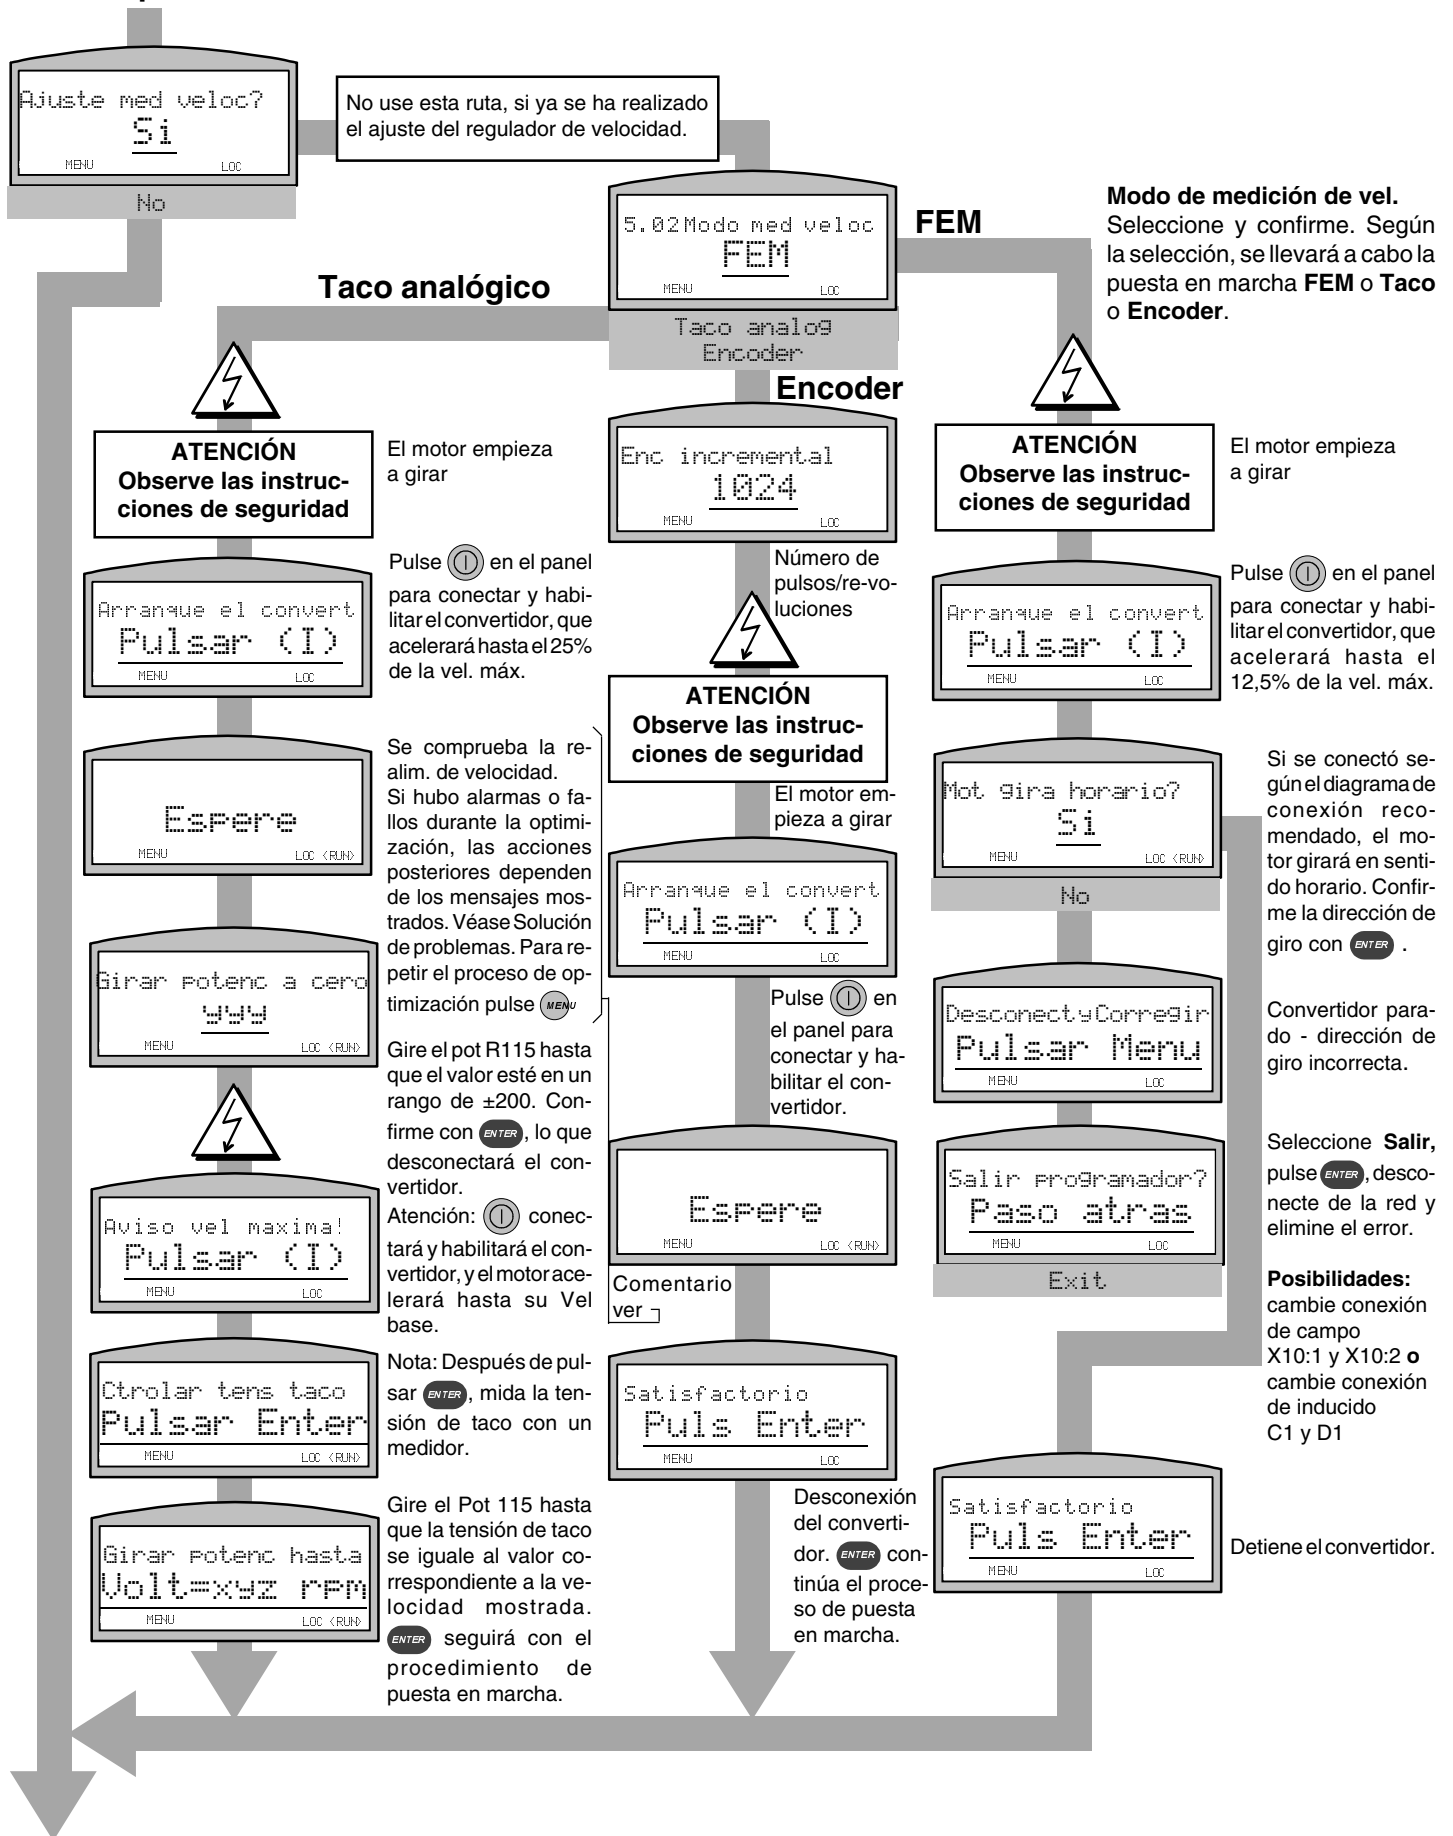 Ajuste med veloc?
Si
MENU LOC
No
No use esta ruta, si ya se ha realizado
el ajuste del regulador de velocidad.
5.02 Modo med veloc
FEM
MENU LOC
Taco analog
Encoder
FEM
Modo de medición de vel.
Seleccione y confirme. Según
la selección, se llevará a cabo la
puesta en marcha FEM o Taco
o Encoder.
Taco analógico
ATENCIÓN
Observe las instruc-
ciones de seguridad
El motor empieza
a girar
Arranque el convert
Pulsar (I)
MENU LOC
Pulse en el panel
para conectar y habi-
litar el convertidor, que
acelerará hasta el 25%
de la vel. máx.
Espere
MENU LOC <RUN>
Se comprueba la re-
alim. de velocidad.
Si hubo alarmas o fa-
llos durante la optimi-
zación, las acciones
posteriores dependen
de los mensajes mos-
trados. Véase Solución
de problemas. Para re-
petir el proceso de op-
timización pulse MENU
Girar potenc a cero
yyy
MENU LOC <RUN>
Gire el pot R115 hasta
que el valor esté en un
rango de ±200. Con-
firme con ENTER, lo que
desconectará el con-
vertidor.
Aviso vel maxima!
Pulsar (I)
MENU LOC
Atención: conec-
tará y habilitará el con-
vertidor, y el motor ace-
lerará hasta su Vel
base.
Ctrolar tens taco
Pulsar Enter
MENU LOC <RUN>
Nota: Después de pul-
sar ENTER, mida la ten-
sión de taco con un
medidor.
Girar potenc hasta
Volt=xyz rpm
MENU LOC <RUN>
Gire el Pot 115 hasta
que la tensión de taco
se iguale al valor co-
rrespondiente a la ve-
locidad mostrada.
ENTER seguirá con el
procedimiento de
puesta en marcha.
Encoder
Enc incremental
1024
MENU LOC
Número de
pulsos/re-vo-
luciones
ATENCIÓN
Observe las instruc-
ciones de seguridad
El motor em-
pieza a girar
Arranque el convert
Pulsar (I)
MENU LOC
Pulse en
el panel para
conectar y ha-
bilitar el con-
vertidor.
Espere
MENU LOC <RUN>
Comentario
ver
Satisfactorio
Puls Enter
MENU LOC
Desconexión
del converti-
dor. ENTER con-
tinúa el proce-
so de puesta
en marcha.
ATENCIÓN
Observe las instruc-
ciones de seguridad
El motor empieza
a girar
Arranque el convert
Pulsar (I)
MENU LOC
Pulse en el panel
para conectar y habi-
litar el convertidor, que
acelerará hasta el
12,5% de la vel. máx.
Mot gira horario?
Si
MENU LOC <RUN>
No
Si se conectó se-
gún el diagrama de
conexión reco-
mendado, el mo-
tor girará en senti-
do horario. Confir-
me la dirección de
giro con ENTER .
DesconectyCorregir
Pulsar Menu
MENU LOC
Convertidor para-
do - dirección de
giro incorrecta.
Salir programador?
Paso atras
MENU LOC
Exit
Seleccione Salir,
pulse ENTER, desco-
necte de la red y
elimine el error.
Posibilidades:
cambie conexión
de campo
X10:1 y X10:2 o
cambie conexión
de inducido
C1 y D1
Satisfactorio
Puls Enter
MENU LOC
Detiene el convertidor.